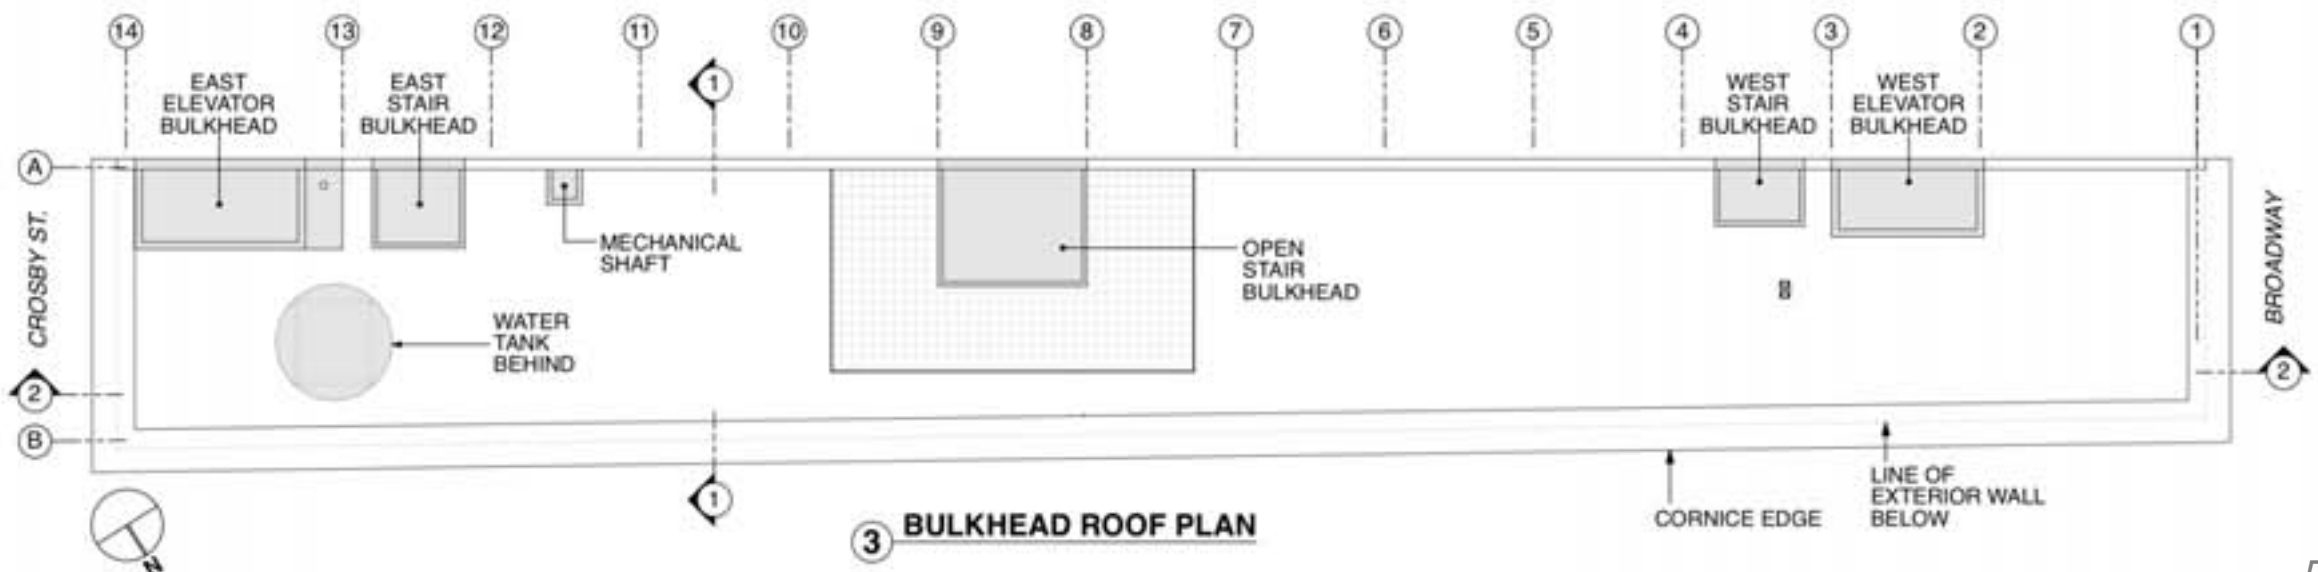 14 13 12 11 10 9 8 7 6 5 4 3 2 1
1
EAST
ELEVATOR
BULKHEAD
EAST
STAIR
BULKHEAD
WEST
STAIR
BULKHEAD
WEST
ELEVATOR
BULKHEAD
A
CROSBY ST.
BROADWAY
MECHANICAL
SHAFT
OPEN
STAIR
BULKHEAD
WATER
TANK
BEHIND
2
2
B
1
LINE OF
EXTERIOR WALL
BELOW
CORNICE EDGE
N
3 BULKHEAD ROOF PLAN